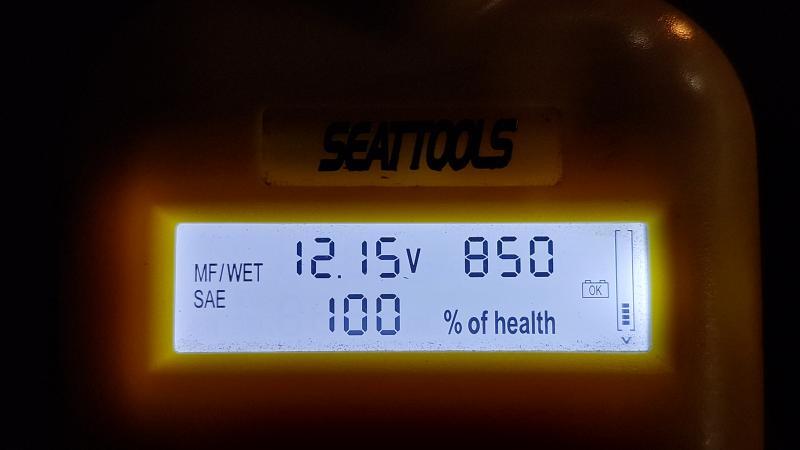 SEATTOOLS
MF/WET 12.15V 850
SAE
OK
100 % of health